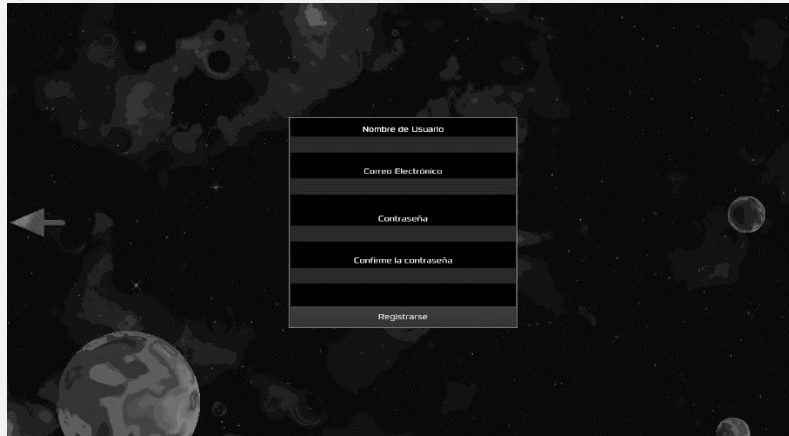 Nombre de Usuario
Correo Electrónico
Contraseña
Confirme la contraseña
Registrarse